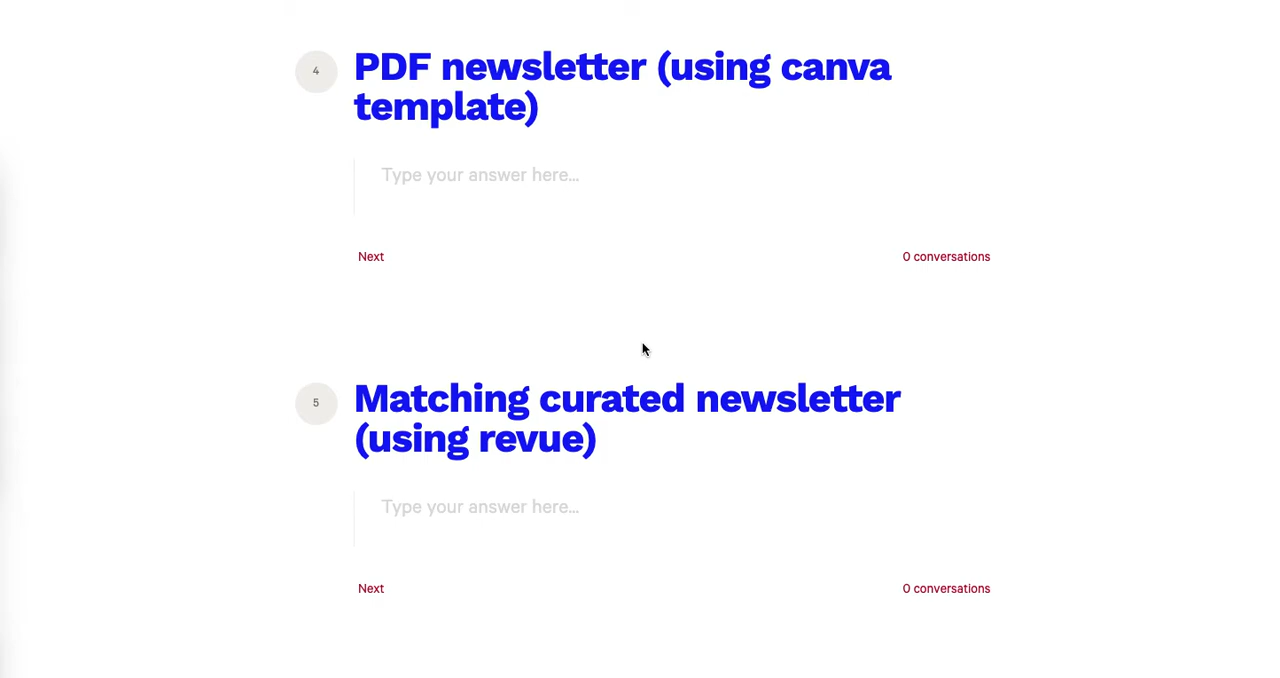 4
PDF newsletter (using canva
template)
Type your answer here...
Next
0 conversations
5
Matching curated newsletter
(using revue)
Type your answer here...
Next
0 conversations